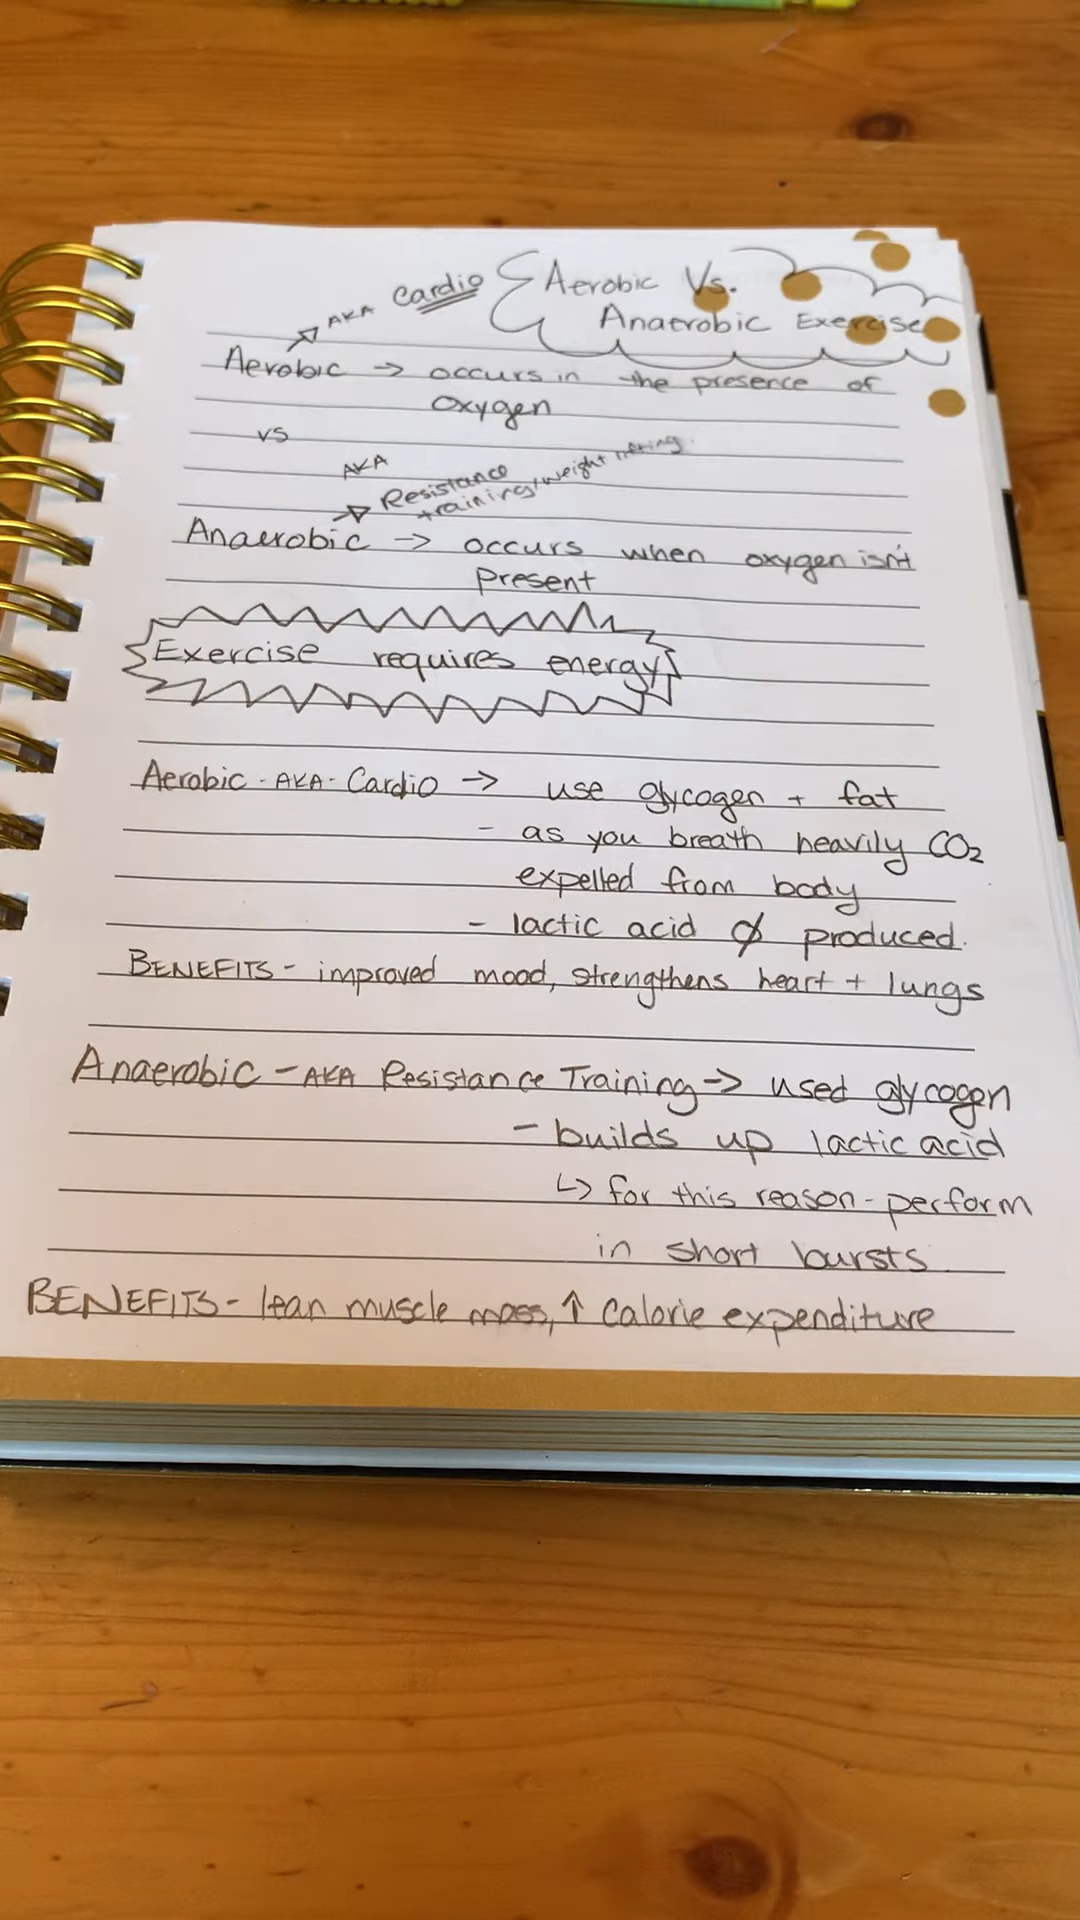 Aerobic Vs.
Anaerobic Exercise
AKA Cardio
Aerobic → occurs in the presence of
oxygen
vs
AKA
Resistance
training/weight lifting
Anaerobic → occurs when oxygen isn't
present
Exercise requires energy
Aerobic - AKA - Cardio → use glycogen + fat
- as you breath heavily CO2
expelled from body
- lactic acid ∅ produced.
BENEFITS - improved mood, strengthens heart + lungs
Anaerobic - AKA Resistance Training → used glycogen
- builds up lactic acid
↳ for this reason - perform
in short bursts
BENEFITS - lean muscle mass, ↑ calorie expenditure